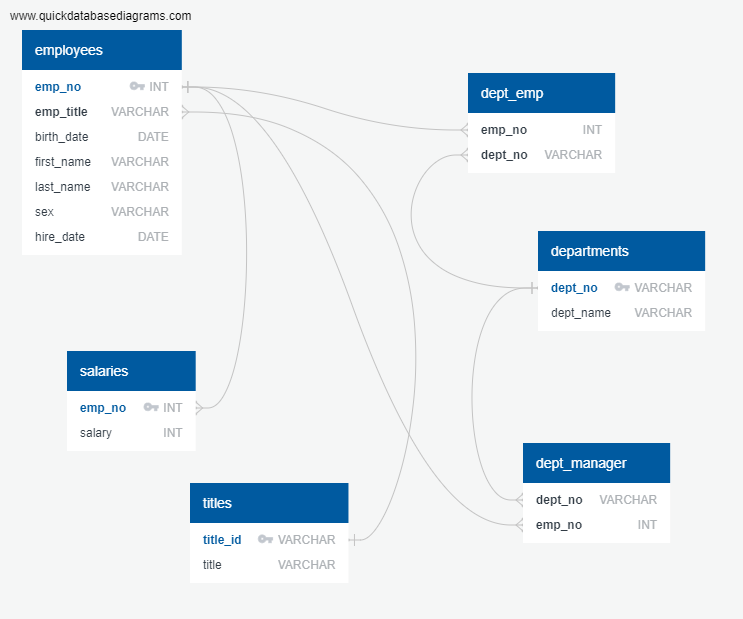 www.quickdatabasediagrams.com
employees
emp_no INT
emp_title VARCHAR
birth_date DATE
first_name VARCHAR
last_name VARCHAR
sex VARCHAR
hire_date DATE
dept_emp
emp_no INT
dept_no VARCHAR
departments
dept_no VARCHAR
dept_name VARCHAR
salaries
emp_no INT
salary INT
dept_manager
dept_no VARCHAR
emp_no INT
titles
title_id VARCHAR
title VARCHAR